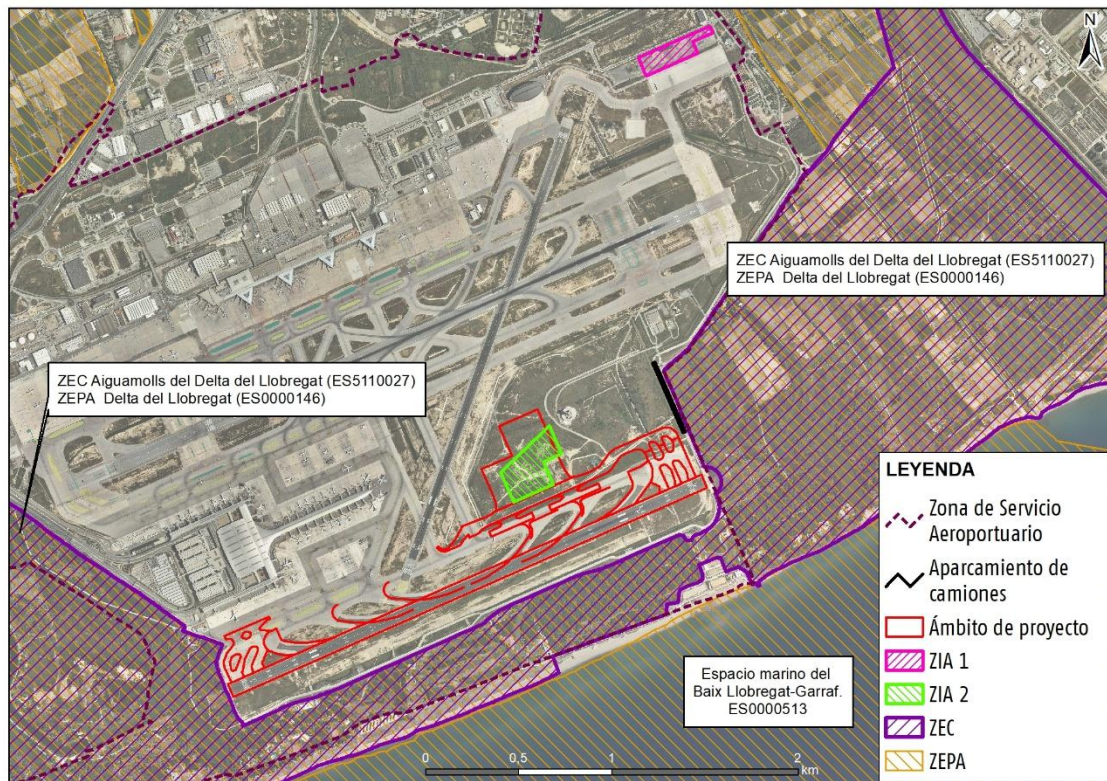 N
ZEC Aiguamolls del Delta del Llobregat (ES5110027)
ZEPA Delta del Llobregat (ES0000146)
ZEC Aiguamolls del Delta del Llobregat (ES5110027)
ZEPA Delta del Llobregat (ES0000146)
Espacio marino del
Baix Llobregat-Garraf.
ES0000513
LEYENDA
Zona de Servicio
Aeroportuario
Aparcamiento de
camiones
Ámbito de proyecto
ZIA 1
ZIA 2
ZEC
ZEPA
0 0,5 1 2
km